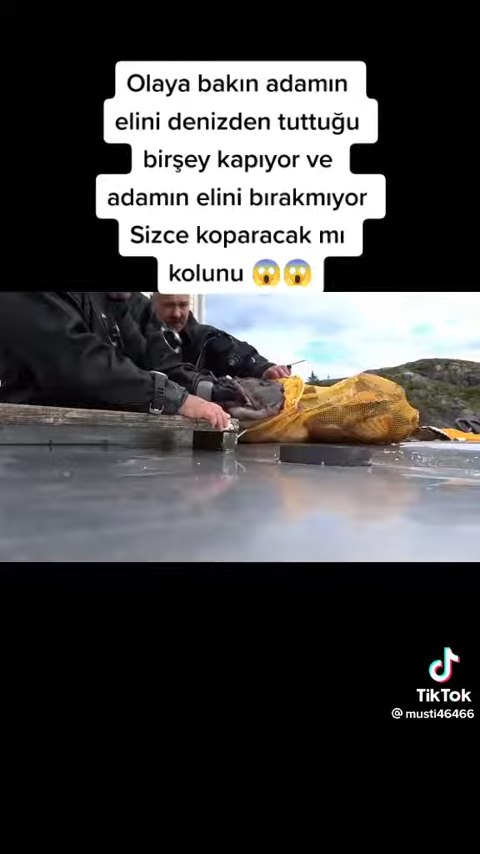 Olaya bakın adamın
elini denizden tuttuğu
birşey kapıyor ve
adamın elini bırakmıyor
Sizce koparacak mı
kolunu 😱😱
TikTok
@ musti46466